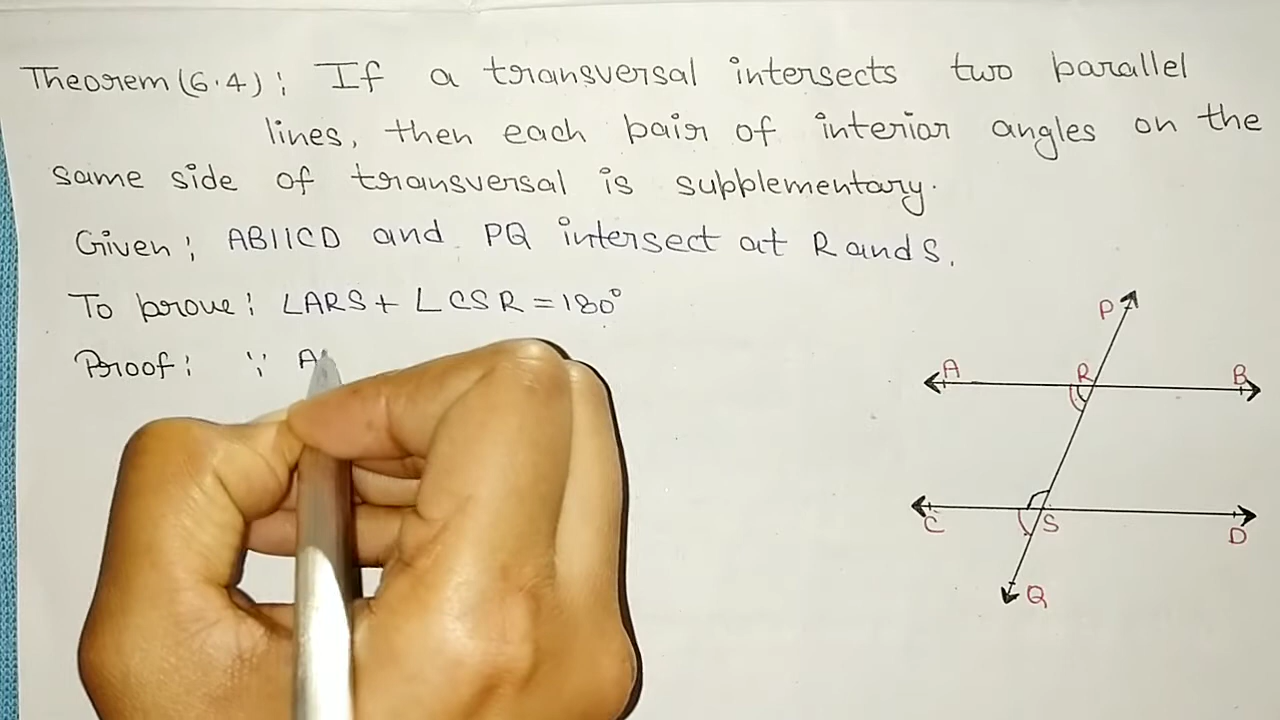 Theorem (6.4) : If a transversal intersects two parallel
lines, then each pair of interior angles on the
same side of transversal is supplementary.
Given : AB||CD and PQ intersect at R and S.
To prove : ∠ARS + ∠CSR = 180°
Proof : ∵ A
P
A R B
C S D
Q